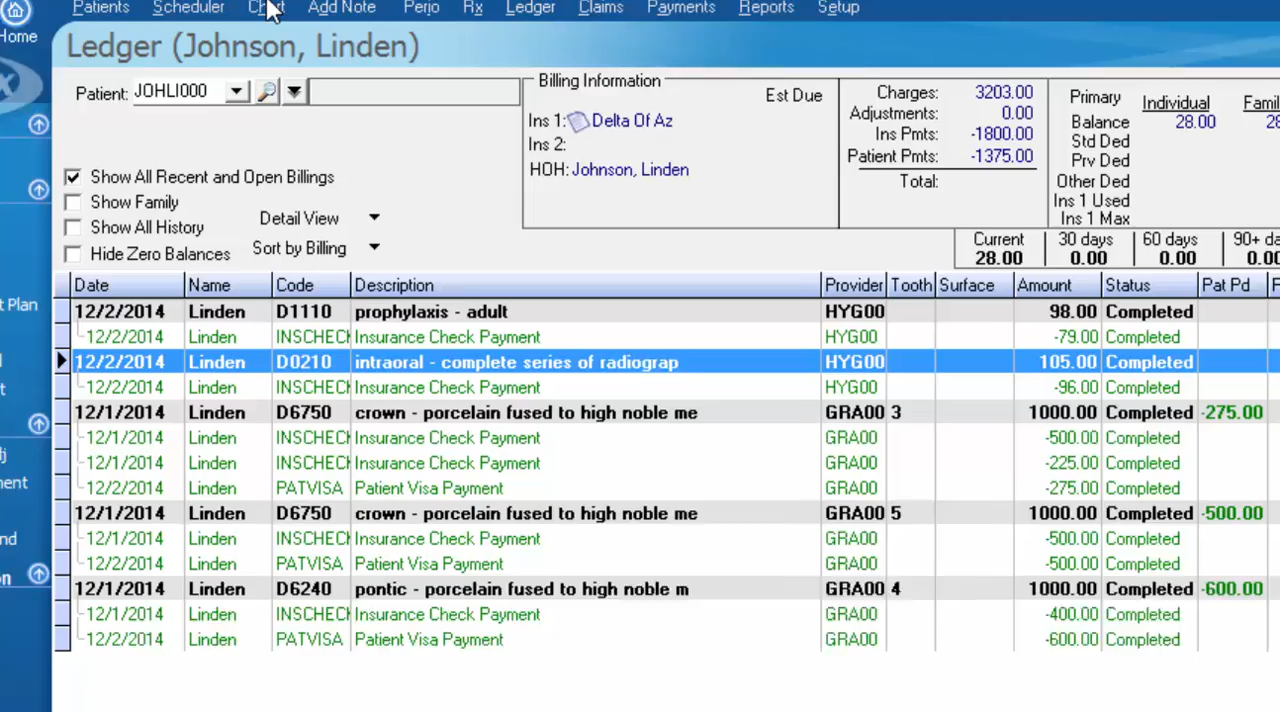 Patients Scheduler Chart Add Note Perio Rx Ledger Claims Payments Reports Setup
Home
Ledger (Johnson, Linden)
Patient: JOHLI000
Show All Recent and Open Billings
Show Family
Show All History
Hide Zero Balances
Detail View
Sort by Billing
Billing Information
Est Due
Ins 1: Delta Of Az
Ins 2:
HOH: Johnson, Linden
Charges: 3203.00
Adjustments: 0.00
Ins Pmts: -1800.00
Patient Pmts: -1375.00
Total:
Primary Individual Famil
Balance 28.00 28
Std Ded
Prv Ded
Other Ded
Ins 1 Used
Ins 1 Max
Current 30 days 60 days 90+ da
28.00 0.00 0.00 0.00
t Plan
Date Name Code Description Provider Tooth Surface Amount Status Pat Pd
12/2/2014 Linden D1110 prophylaxis - adult HYG00 98.00 Completed
12/2/2014 Linden INSCHECK Insurance Check Payment HYG00 -79.00 Completed
12/2/2014 Linden D0210 intraoral - complete series of radiograp HYG00 105.00 Completed
12/2/2014 Linden INSCHECK Insurance Check Payment HYG00 -96.00 Completed
12/1/2014 Linden D6750 crown - porcelain fused to high noble me GRA00 3 1000.00 Completed -275.00
12/1/2014 Linden INSCHECK Insurance Check Payment GRA00 -500.00 Completed
12/1/2014 Linden INSCHECK Insurance Check Payment GRA00 -225.00 Completed
12/2/2014 Linden PATVISA Patient Visa Payment GRA00 -275.00 Completed
12/1/2014 Linden D6750 crown - porcelain fused to high noble me GRA00 5 1000.00 Completed -500.00
12/1/2014 Linden INSCHECK Insurance Check Payment GRA00 -500.00 Completed
12/2/2014 Linden PATVISA Patient Visa Payment GRA00 -500.00 Completed
12/1/2014 Linden D6240 pontic - porcelain fused to high noble m GRA00 4 1000.00 Completed -600.00
12/1/2014 Linden INSCHECK Insurance Check Payment GRA00 -400.00 Completed
12/2/2014 Linden PATVISA Patient Visa Payment GRA00 -600.00 Completed